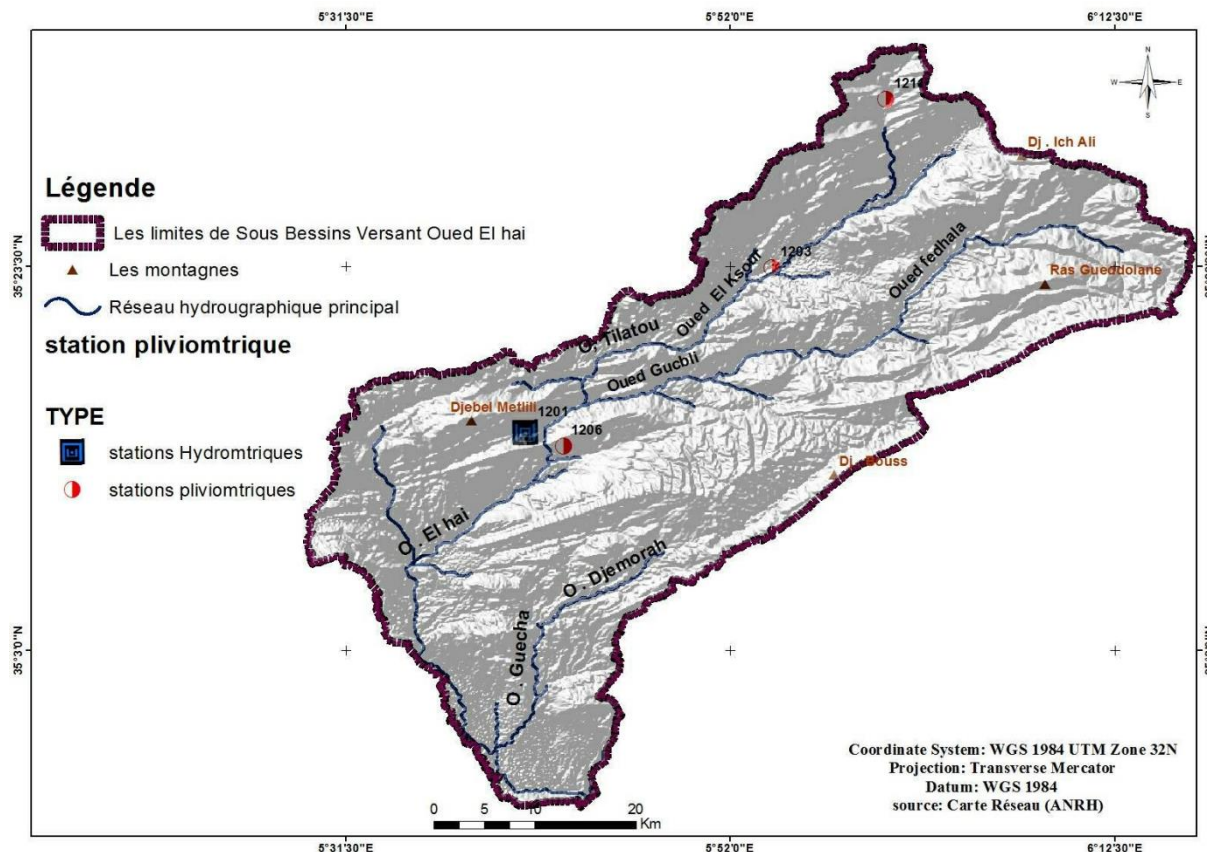 5°31'30"E 5°52'0"E 6°12'30"E
N
W E
S
1214
Dj . Ich Ali
Légende
Les limites de Sous Bessins Versant Oued El hai
Les montagnes
Réseau hydrougraphique principal
station pliviomtrique
TYPE
stations Hydromtriques
stations pliviomtriques
35°23'30"N
1203
Oued fedhala
Ras Gueddolane
Oued El Ksour
O. Tilatou
Oued Gucbli
Djebel Metlili
1201
1206
Dj . Bouss
O . El hai
O . Djemorah
O . Guecha
35°3'0"N
Coordinate System: WGS 1984 UTM Zone 32N
Projection: Transverse Mercator
Datum: WGS 1984
source: Carte Réseau (ANRH)
0 5 10 20
Km
5°31'30"E 5°52'0"E 6°12'30"E